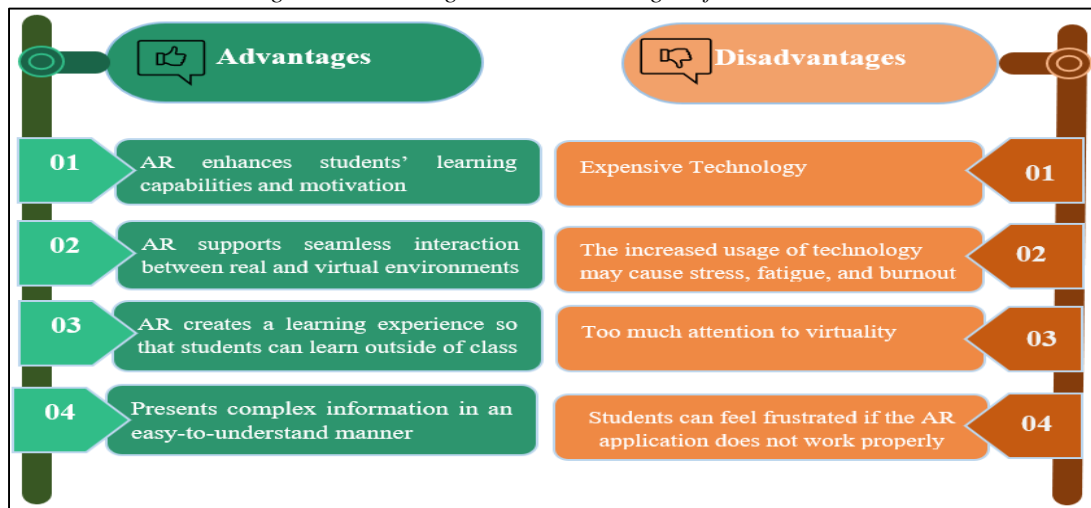 Advantages
01
AR enhances students’ learning
capabilities and motivation
02
AR supports seamless interaction
between real and virtual environments
03
AR creates a learning experience so
that students can learn outside of class
04
Presents complex information in an
easy-to-understand manner
Disadvantages
Expensive Technology
01
The increased usage of technology
may cause stress, fatigue, and burnout
02
Too much attention to virtuality
03
Students can feel frustrated if the AR
application does not work properly
04